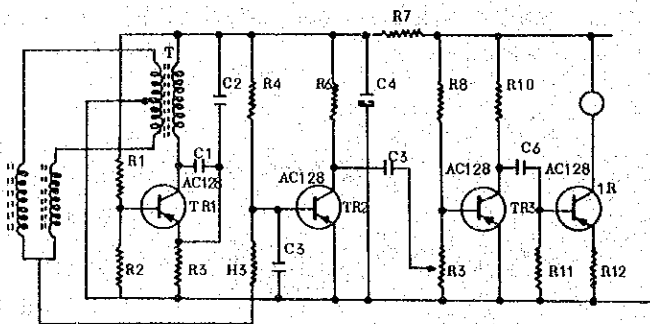 R7
T
C2
R4
R6
C4
R8
R10
R1
C1
C3
C6
AC128
AC128
AC128
AC128
TR1
TR2
TR3
1R
R2
R3
H3
C3
R3
R11
R12